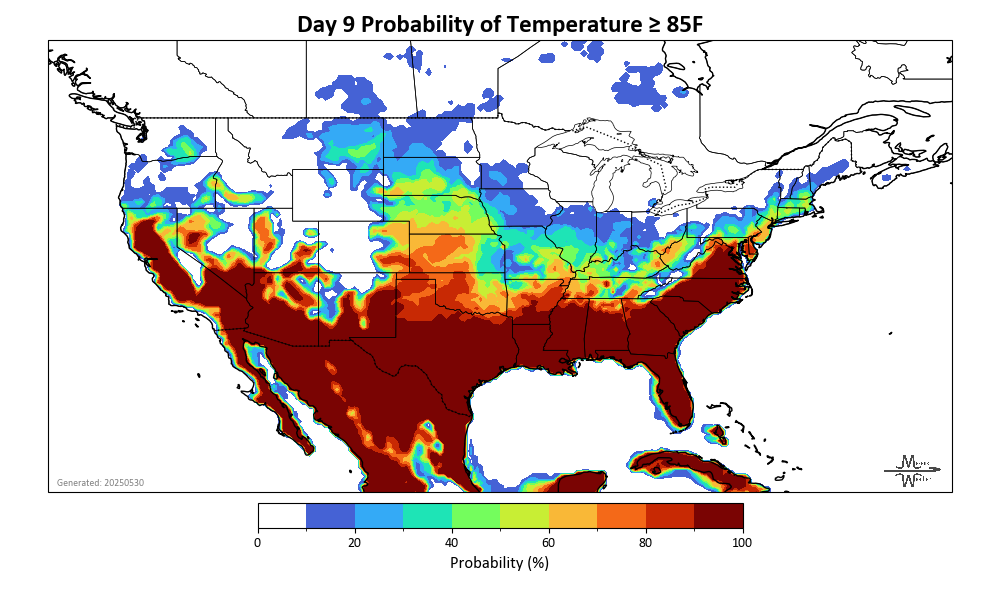 Day 9 Probability of Temperature ≥ 85F
Generated: 20250530
0 20 40 60 80 100
Probability (%)